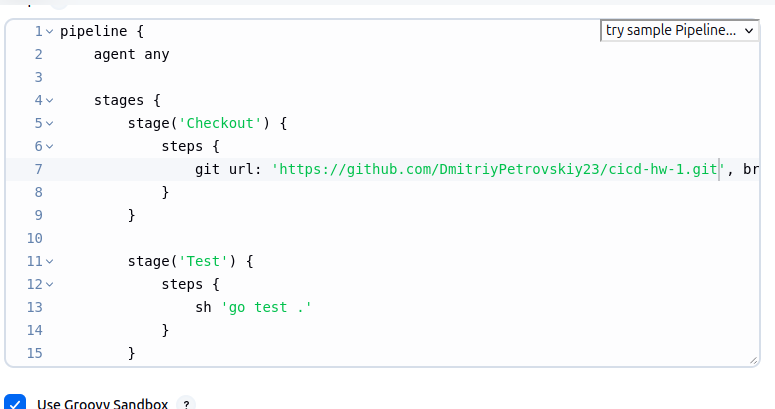 1 pipeline {
try sample Pipeline...
2 agent any
3
4 stages {
5 stage('Checkout') {
6 steps {
7 git url: 'https://github.com/DmitriyPetrovskiy23/cicd-hw-1.git', br
8 }
9 }
10
11 stage('Test') {
12 steps {
13 sh 'go test .'
14 }
15 }
Use Groovy Sandbox ?